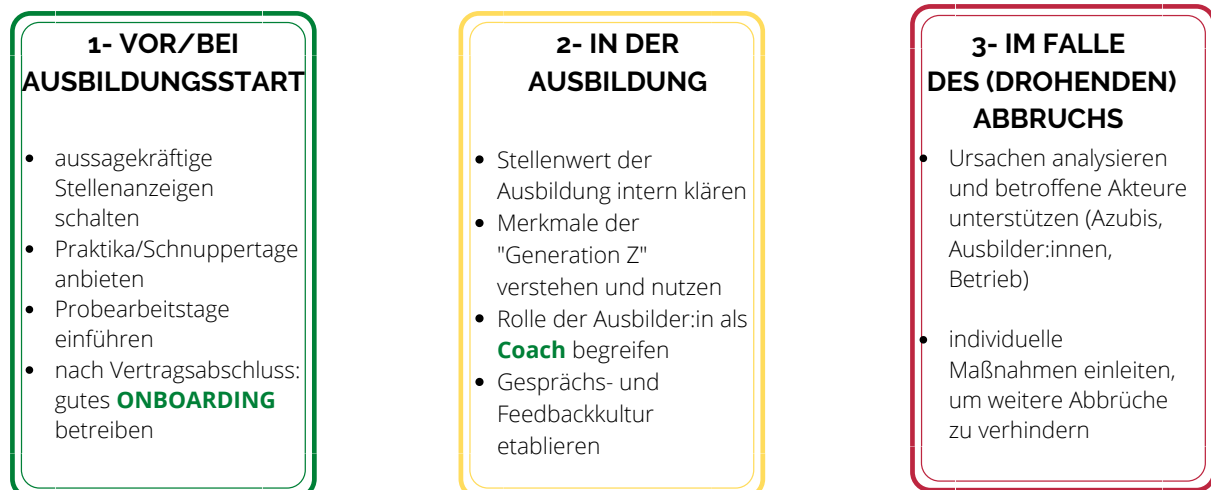 1- VOR/BEI
AUSBILDUNGSSTART
• aussagekräftige
Stellenanzeigen
schalten
• Praktika/Schnuppertage
anbieten
• Probearbeitstage
einführen
• nach Vertragsabschluss:
gutes ONBOARDING
betreiben
2- IN DER
AUSBILDUNG
• Stellenwert der
Ausbildung intern klären
• Merkmale der
"Generation Z"
verstehen und nutzen
• Rolle der Ausbilder:in als
Coach begreifen
• Gesprächs- und
Feedbackkultur
etablieren
3- IM FALLE
DES (DROHENDEN)
ABBRUCHS
• Ursachen analysieren
und betroffene Akteure
unterstützen (Azubis,
Ausbilder:innen,
Betrieb)
• individuelle
Maßnahmen einleiten,
um weitere Abbrüche
zu verhindern